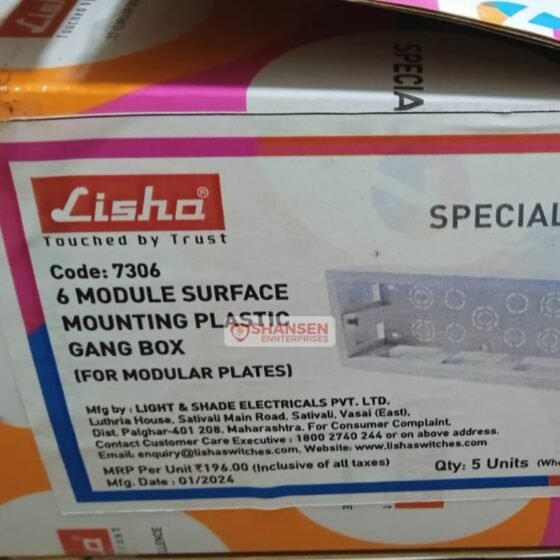 Lisha
Touched by
SPECIA
Lisha®
Touched by Trust
SPECIAL
Code: 7306
6 MODULE SURFACE
MOUNTING PLASTIC
GANG BOX
(FOR MODULAR PLATES)
SHANSEN
ENNTERPRISES
Mfg by : LIGHT & SHADE ELECTRICALS PVT. LTD.
Luthria House, Sativali Main Road, Sativali, Vasai (East),
Dist. Palghar-401 208, Maharashtra. For Consumer Complaint,
Contact Customer Care Executive : 1800 2740 244 or on above address.
Email. enquiry@lishaswitches.com, Website: www.lishaswitches.com
MRP Per Unit ₹196.00 (Inclusive of all taxes)
Qty: 5 Units
Mfg. Date : 01/2024